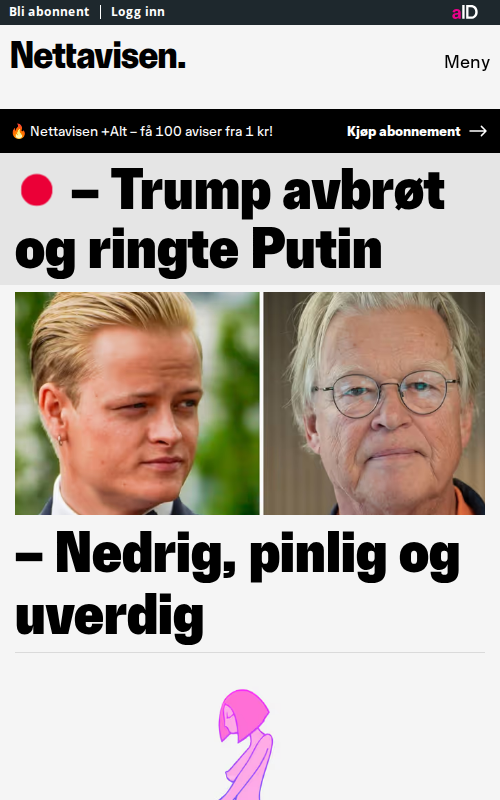 Bli abonnent | Logg inn
aID
Nettavisen.
Meny
🔥 Nettavisen +Alt – få 100 aviser fra 1 kr!
Kjøp abonnement →
– Trump avbrøt
og ringte Putin
– Nedrig, pinlig og
uverdig